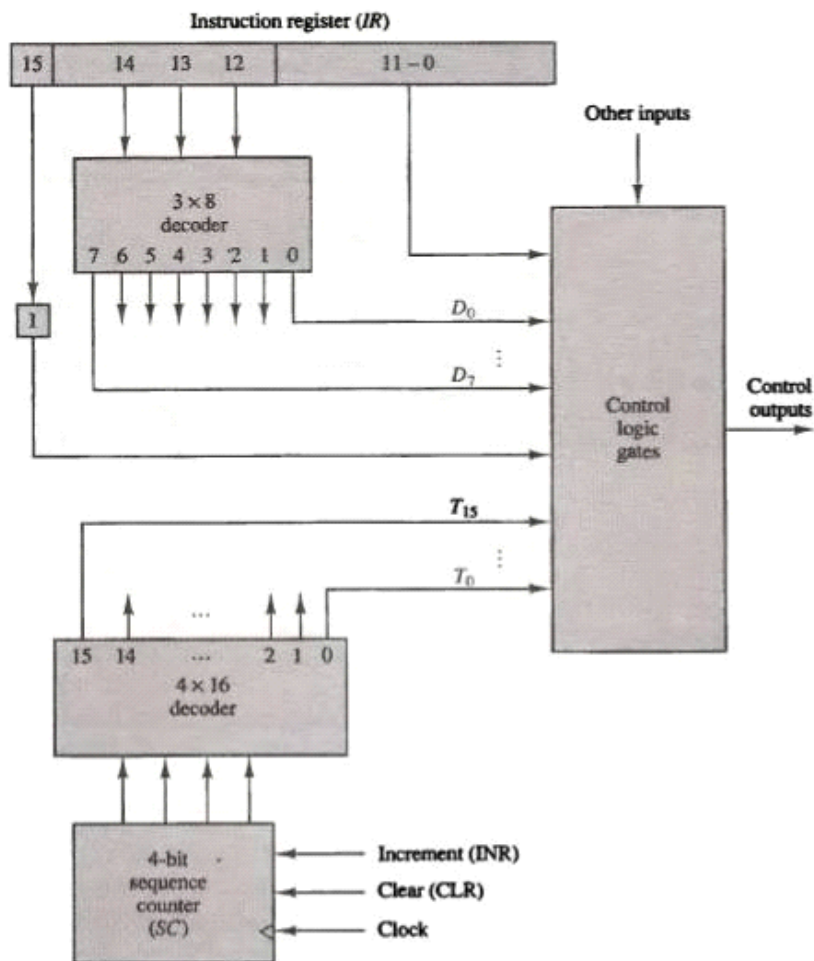 Instruction register (IR)
15 14 13 12 11 – 0
Other inputs
3 × 8
decoder
7 6 5 4 3 2 1 0
D0
I
⋮
D7
Control
logic
gates
Control
outputs
T15
⋮
T0
...
15 14 ... 2 1 0
4 × 16
decoder
4-bit
sequence
counter
(SC)
Increment (INR)
Clear (CLR)
Clock